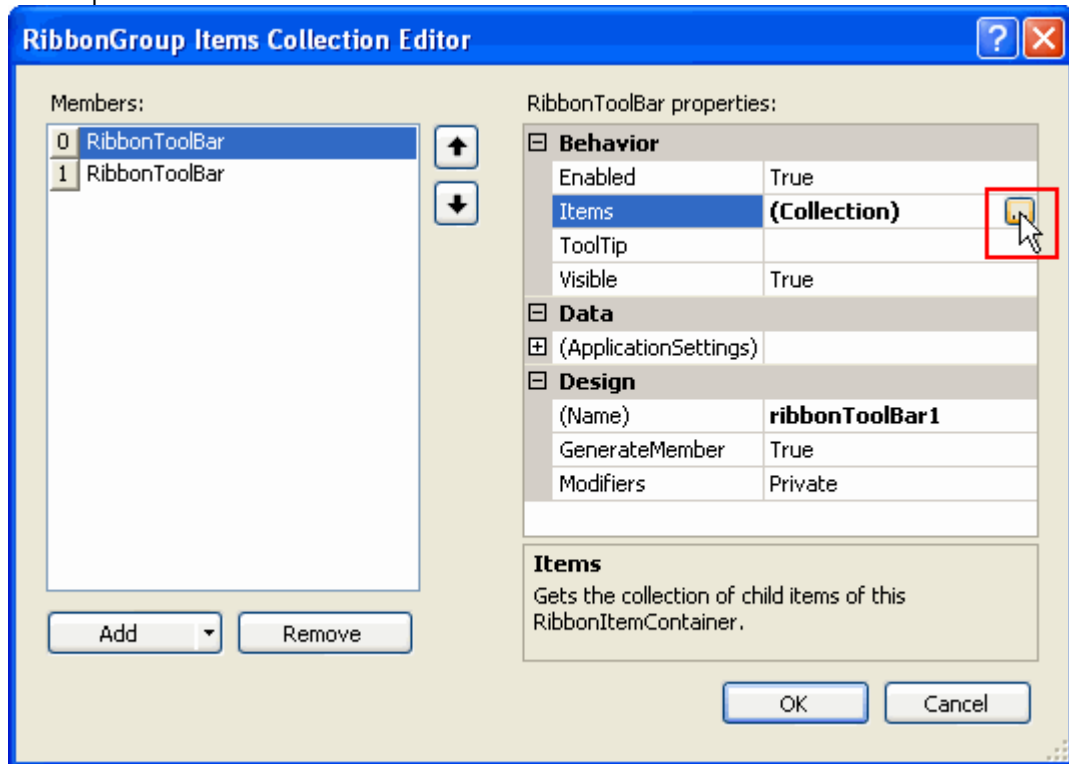 RibbonGroup Items Collection Editor
Members:
0 RibbonToolBar
1 RibbonToolBar
Add
Remove
RibbonToolBar properties:
Behavior
Enabled True
Items (Collection) ...
ToolTip
Visible True
Data
(ApplicationSettings)
Design
(Name) ribbonToolBar1
GenerateMember True
Modifiers Private
Items
Gets the collection of child items of this
RibbonItemContainer.
OK
Cancel